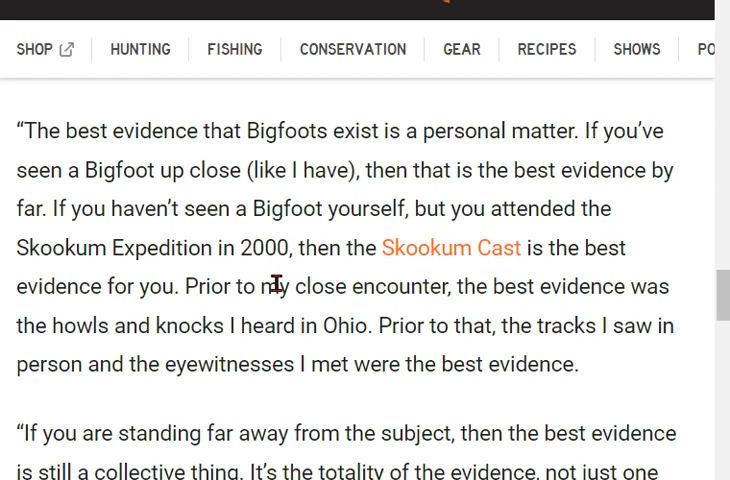 SHOP HUNTING FISHING CONSERVATION GEAR RECIPES SHOWS PO
“The best evidence that Bigfoots exist is a personal matter. If you’ve
seen a Bigfoot up close (like I have), then that is the best evidence by
far. If you haven’t seen a Bigfoot yourself, but you attended the
Skookum Expedition in 2000, then the Skookum Cast is the best
evidence for you. Prior to my close encounter, the best evidence was
the howls and knocks I heard in Ohio. Prior to that, the tracks I saw in
person and the eyewitnesses I met were the best evidence.
“If you are standing far away from the subject, then the best evidence
is still a collective thing. It’s the totality of the evidence, not just one